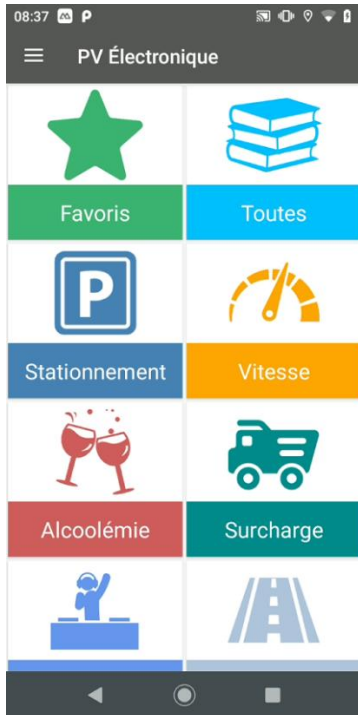 08:37 P
PV Électronique
Favoris
Toutes
P
Stationnement
Vitesse
Alcoolémie
Surcharge